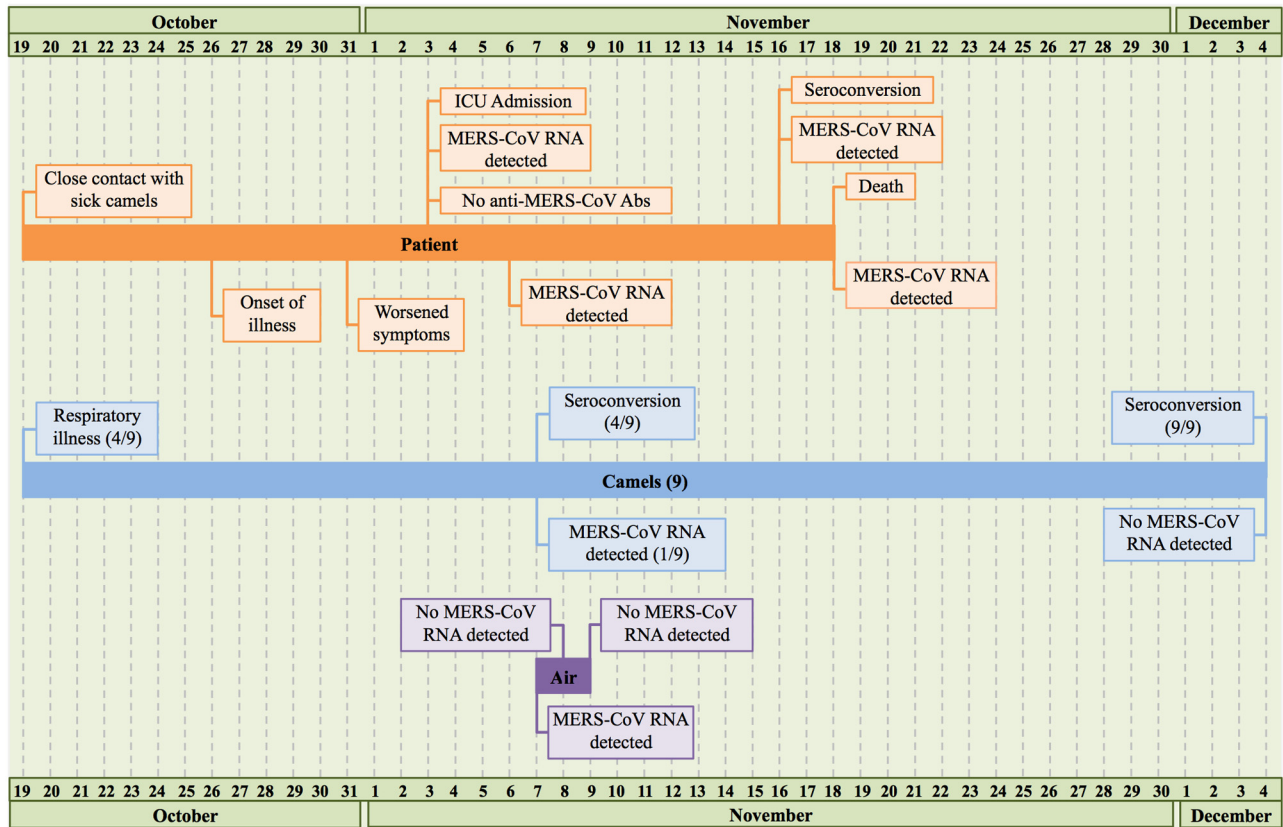 October November December
19 20 21 22 23 24 25 26 27 28 29 30 31 1 2 3 4 5 6 7 8 9 10 11 12 13 14 15 16 17 18 19 20 21 22 23 24 25 26 27 28 29 30 1 2 3 4
Close contact with
sick camels
ICU Admission
MERS-CoV RNA
detected
No anti-MERS-CoV Abs
Seroconversion
MERS-CoV RNA
detected
Death
Patient
Onset of
illness
Worsened
symptoms
MERS-CoV RNA
detected
MERS-CoV RNA
detected
Respiratory
illness (4/9)
Seroconversion
(4/9)
Seroconversion
(9/9)
Camels (9)
MERS-CoV RNA
detected (1/9)
No MERS-CoV
RNA detected
No MERS-CoV
RNA detected
No MERS-CoV
RNA detected
Air
MERS-CoV RNA
detected
19 20 21 22 23 24 25 26 27 28 29 30 31 1 2 3 4 5 6 7 8 9 10 11 12 13 14 15 16 17 18 19 20 21 22 23 24 25 26 27 28 29 30 1 2 3 4
October November December